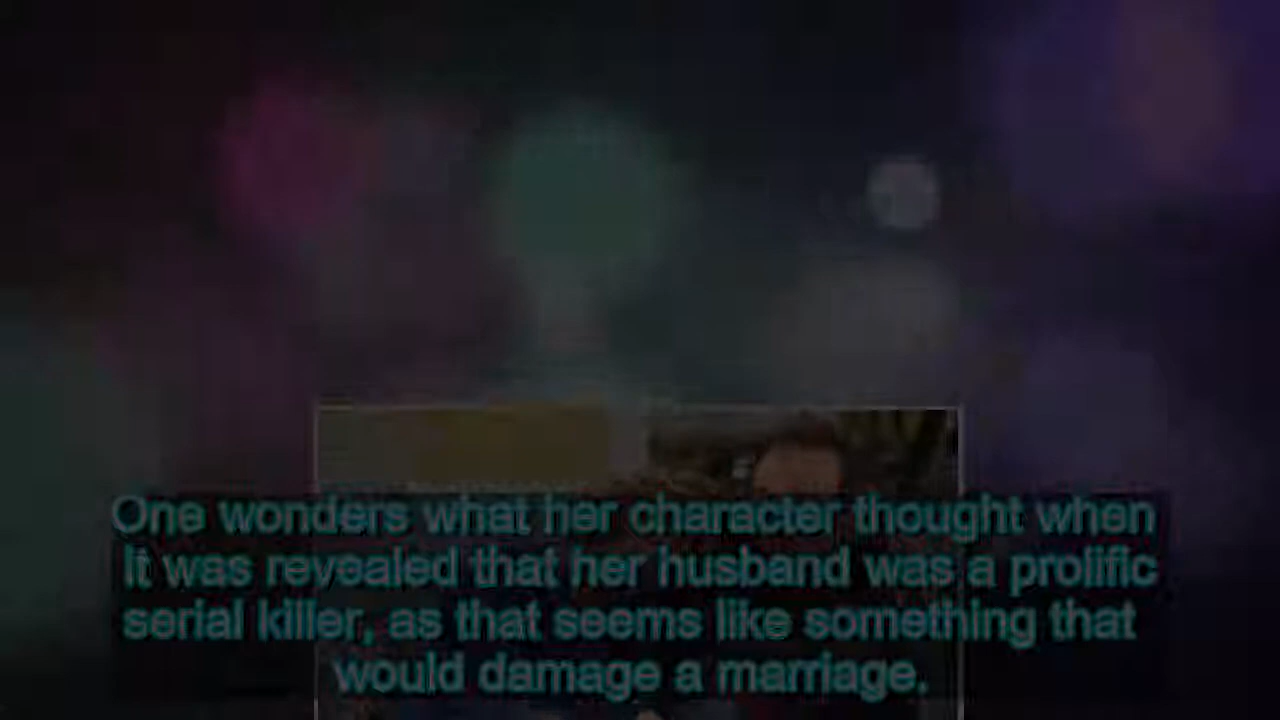 One wonders what her character thought when
it was revealed that her husband was a prolific
serial killer, as that seems like something that
would damage a marriage.